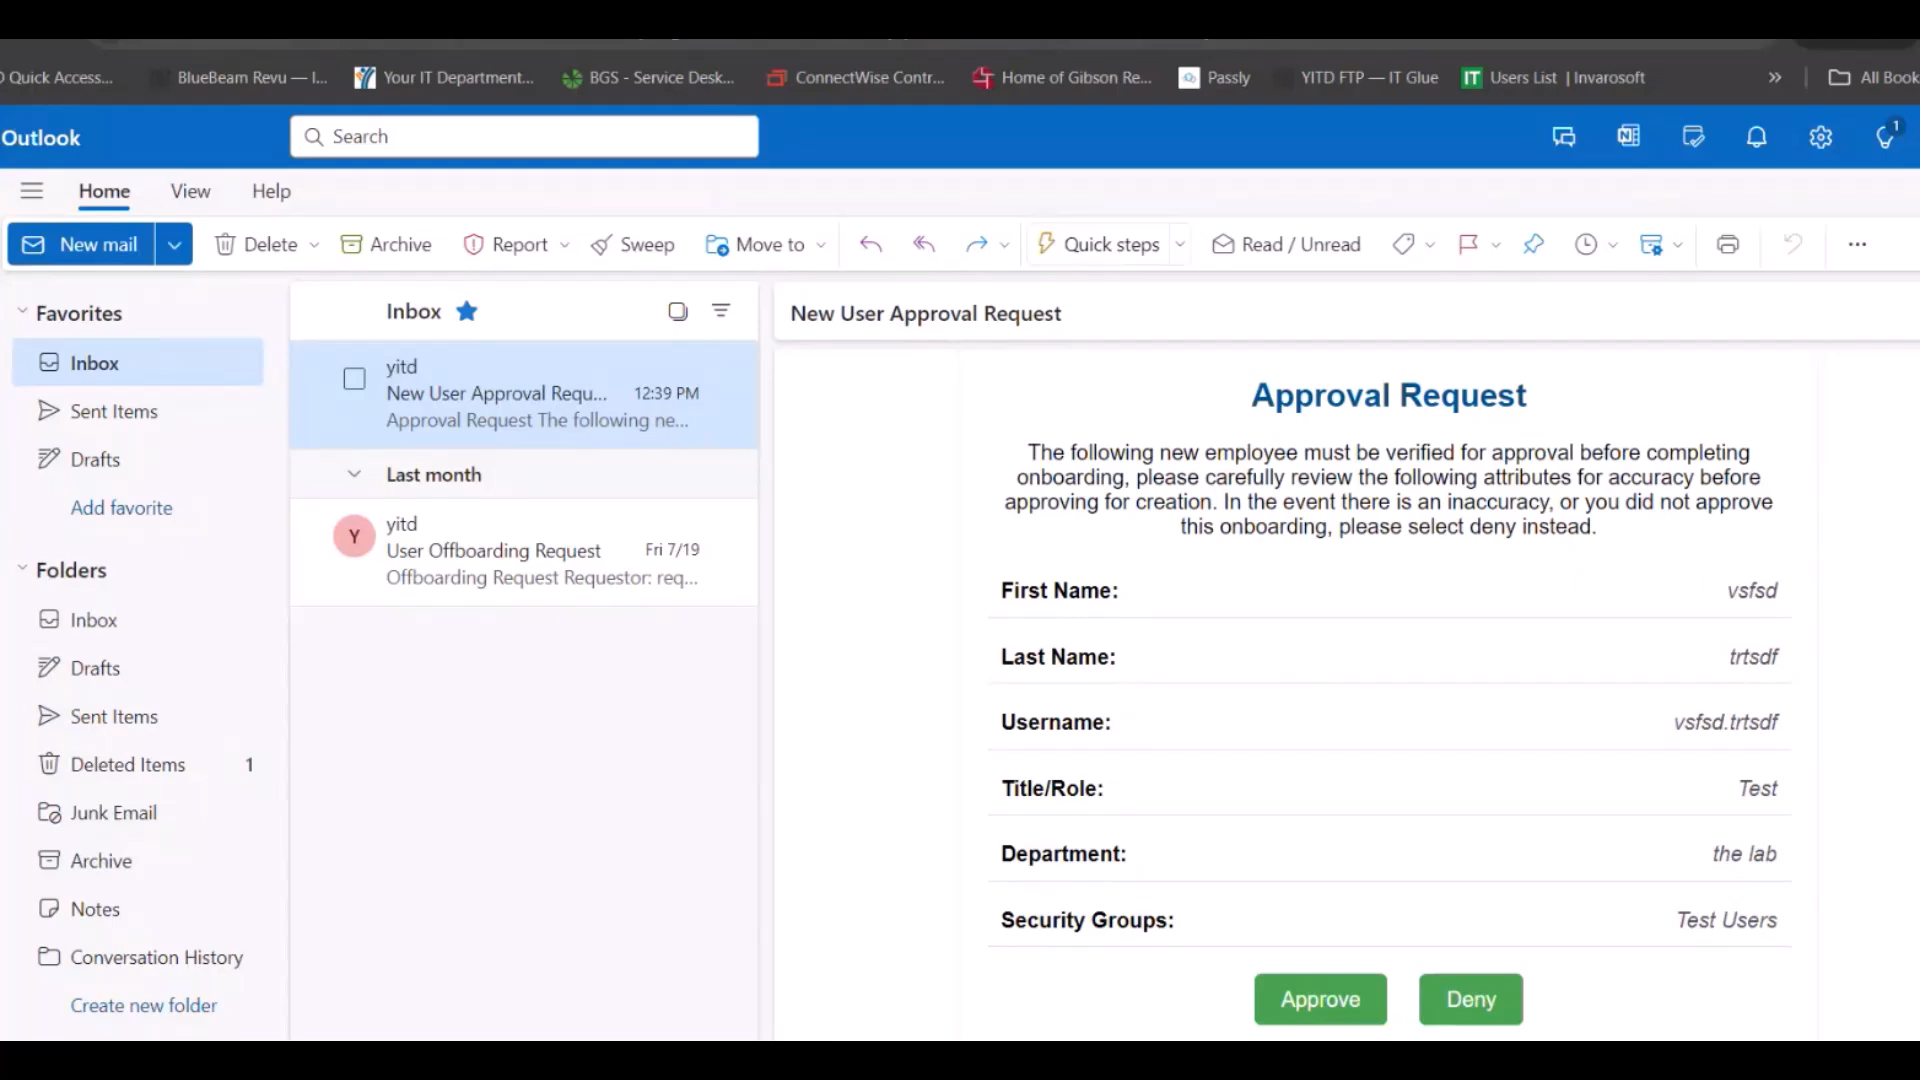 Quick Access...
BlueBeam Revu — I...
Your IT Department...
BGS - Service Desk...
ConnectWise Contr...
Home of Gibson Re...
Passly
YITD FTP — IT Glue
IT Users List | Invarosoft
»
All Book
Outlook
Search
1
Home
View
Help
New mail
Delete
Archive
Report
Sweep
Move to
Quick steps
Read / Unread
Favorites
Inbox
Sent Items
Drafts
Add favorite
Folders
Inbox
Drafts
Sent Items
Deleted Items 1
Junk Email
Archive
Notes
Conversation History
Create new folder
Inbox
yitd
New User Approval Requ... 12:39 PM
Approval Request The following ne...
Last month
Y
yitd
User Offboarding Request Fri 7/19
Offboarding Request Requestor: req...
New User Approval Request
Approval Request
The following new employee must be verified for approval before completing
onboarding, please carefully review the following attributes for accuracy before
approving for creation. In the event there is an inaccuracy, or you did not approve
this onboarding, please select deny instead.
First Name: vsfsd
Last Name: trtsdf
Username: vsfsd.trtsdf
Title/Role: Test
Department: the lab
Security Groups: Test Users
Approve
Deny